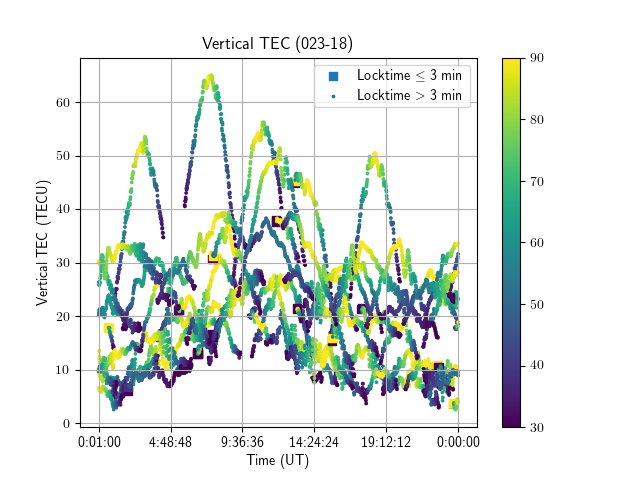 Vertical TEC (023-18)
Locktime ≤ 3 min
Locktime > 3 min
Vertical TEC (TECU)
60
50
40
30
20
10
0
0:01:00 4:48:48 9:36:36 14:24:24 19:12:12 0:00:00
Time (UT)
90
80
70
60
50
40
30